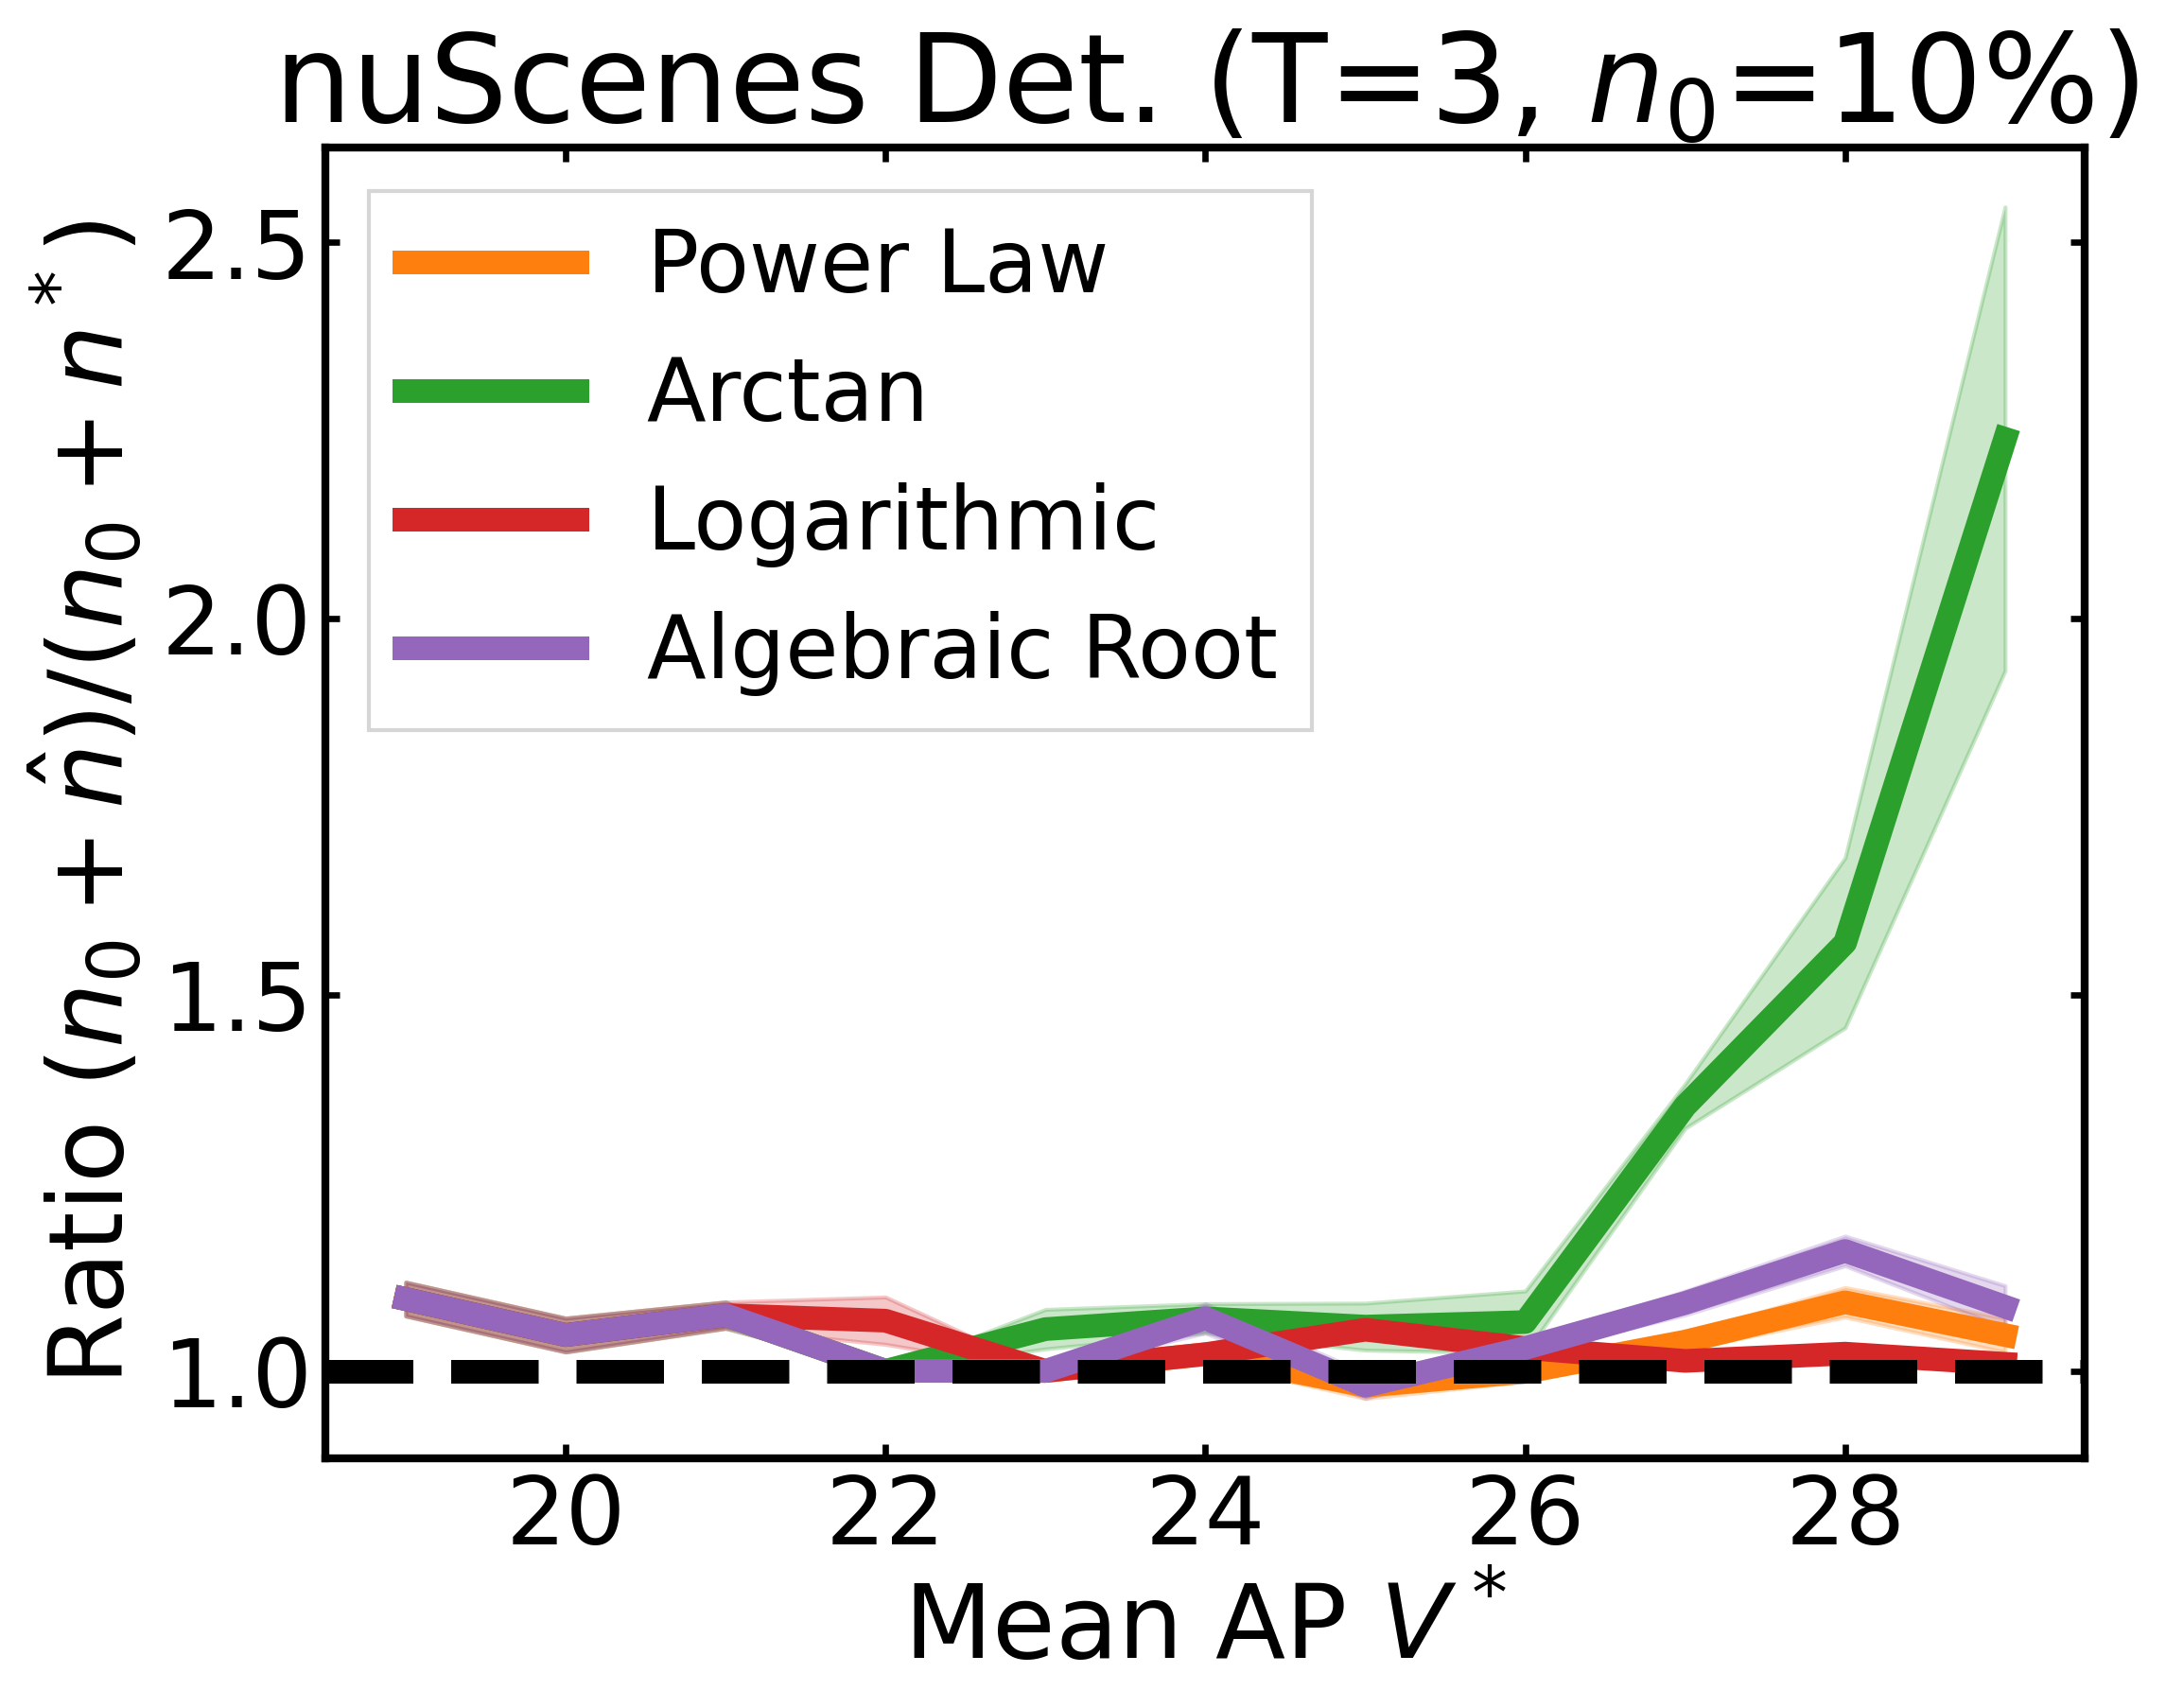 nuScenes Det. (T=3, n₀=10%)
Ratio (n₀ + n̂)/(n₀ + n*)
2.5
2.0
1.5
1.0
Power Law
Arctan
Logarithmic
Algebraic Root
20 22 24 26 28
Mean AP V*